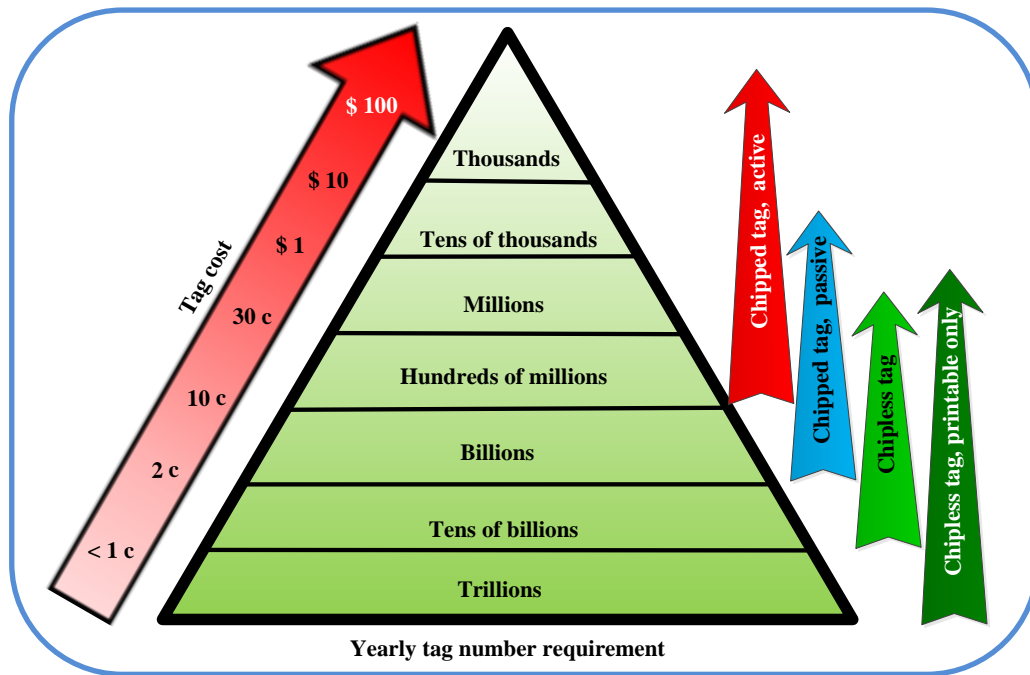 Tag cost
$ 100
$ 10
$ 1
30 c
10 c
2 c
< 1 c
Thousands
Tens of thousands
Millions
Hundreds of millions
Billions
Tens of billions
Trillions
Yearly tag number requirement
Chipped tag, active
Chipped tag, passive
Chipless tag
Chipless tag, printable only